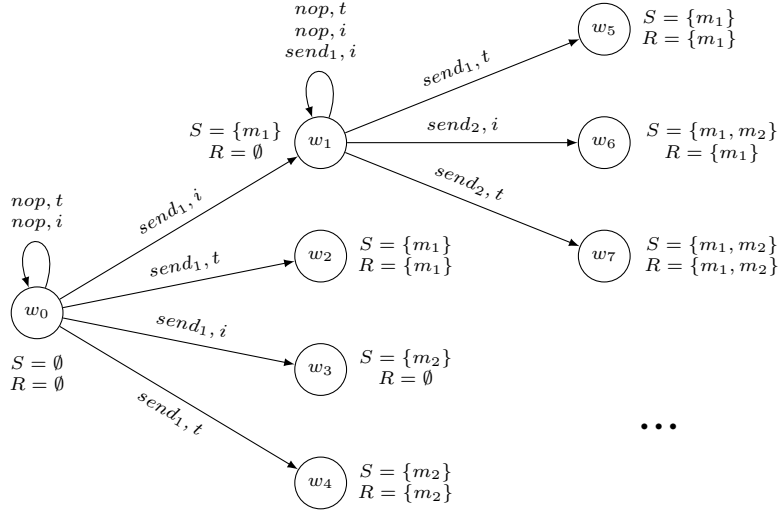 nop, t
nop, i
send₁, i
send₁, t
w₅
S = {m₁}
R = {m₁}
S = {m₁}
R = ∅
w₁
send₂, i
w₆
S = {m₁, m₂}
R = {m₁}
send₂, t
nop, t
nop, i
send₁, i
send₁, t
w₂
S = {m₁}
R = {m₁}
w₇
S = {m₁, m₂}
R = {m₁, m₂}
w₀
S = ∅
R = ∅
send₁, i
w₃
S = {m₂}
R = ∅
send₁, t
w₄
S = {m₂}
R = {m₂}
...